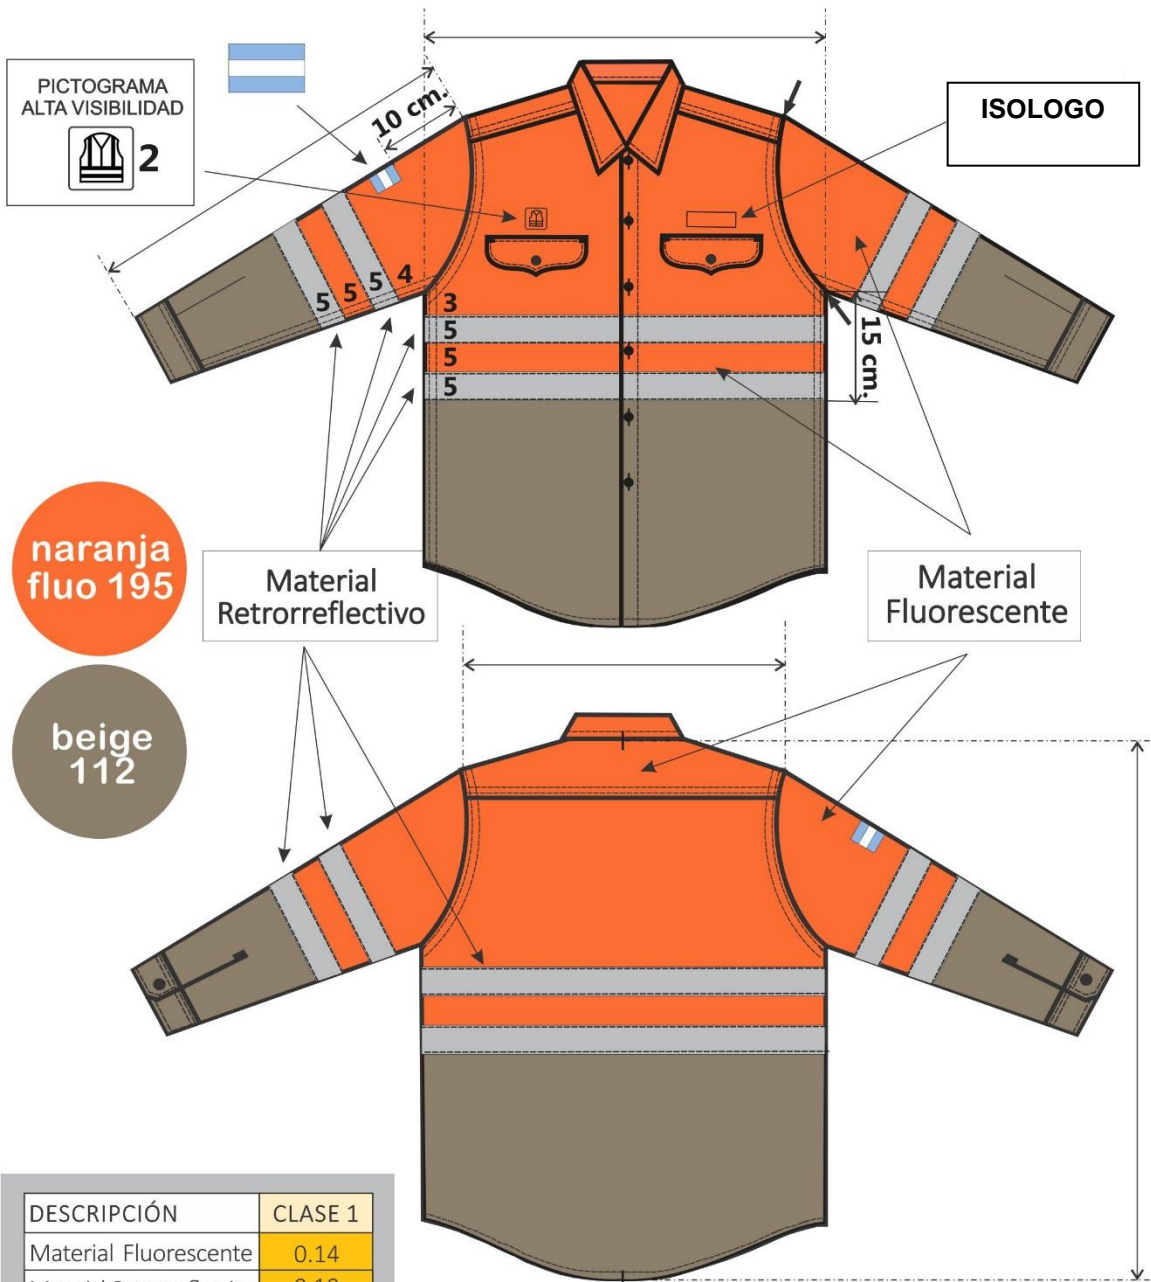 PICTOGRAMA
ALTA VISIBILIDAD
2
10 cm.
ISOLOGO
5 5 5 4
3
5
5
5
15 cm.
naranja
fluo 195
Material
Retrorreflectivo
Material
Fluorescente
beige
112
DESCRIPCIÓN CLASE 1
Material Fluorescente 0.14